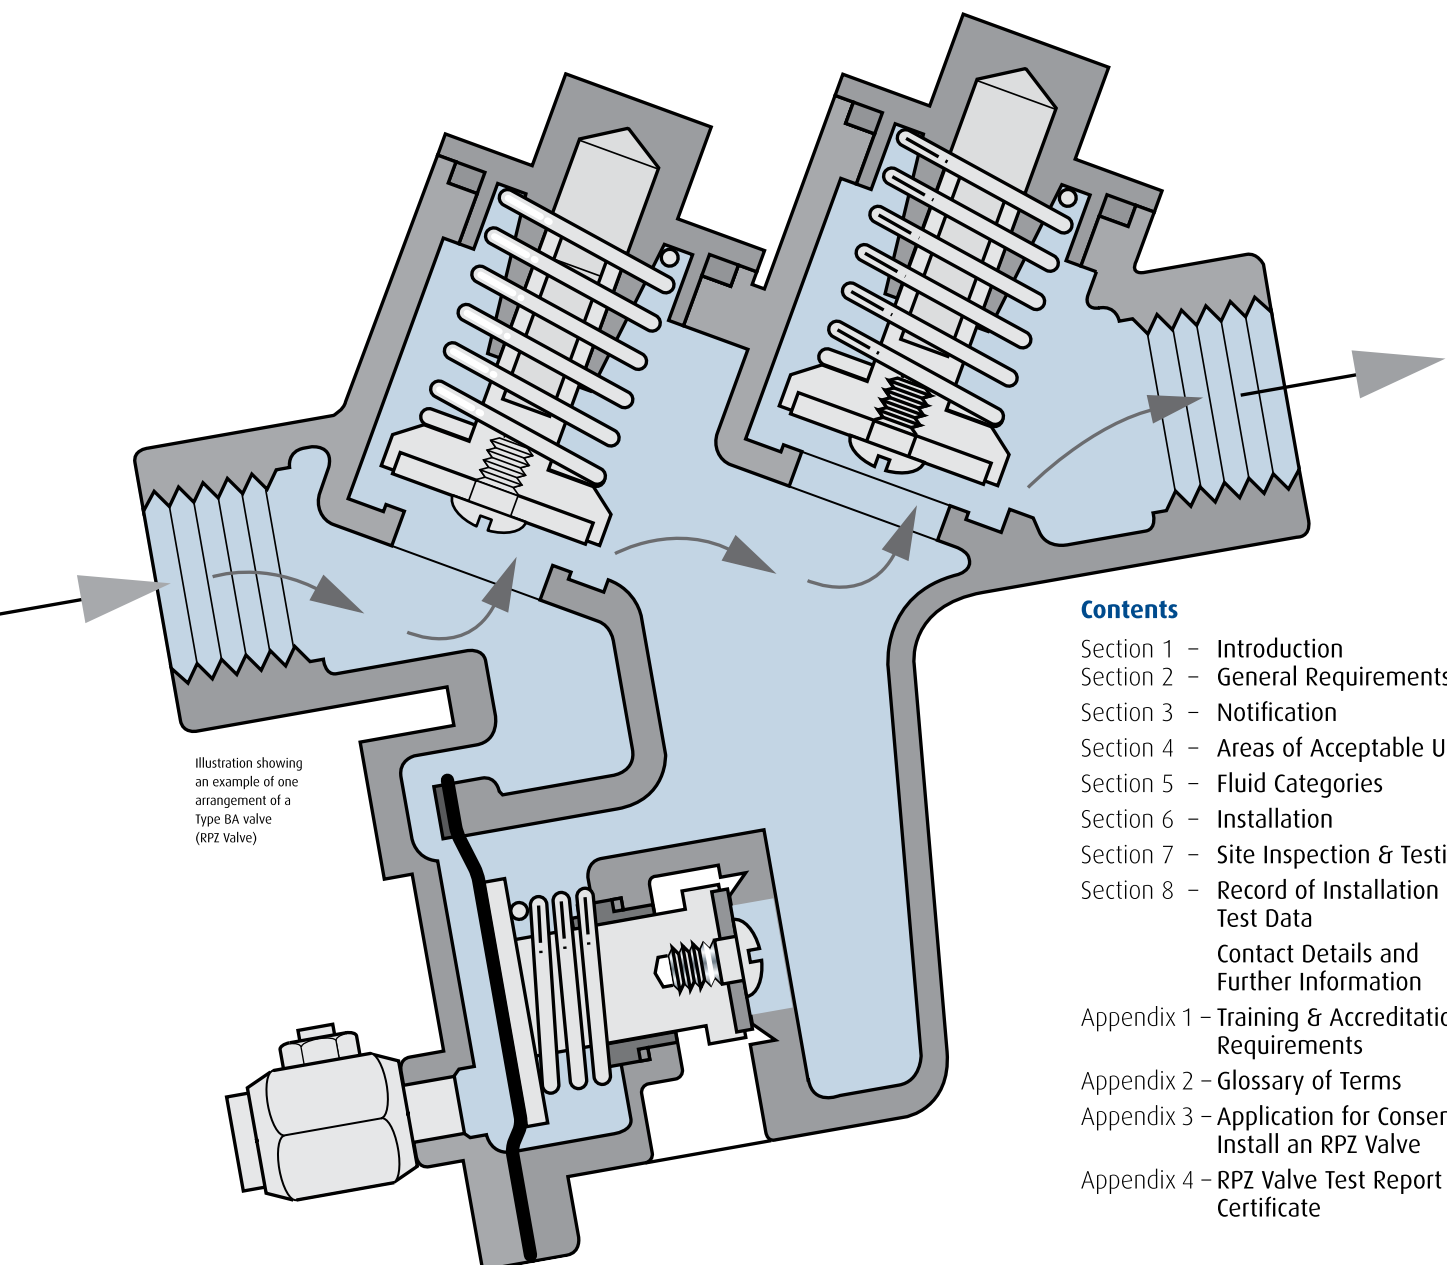 Contents
Section 1 – Introduction
Section 2 – General Requirements
Section 3 – Notification
Section 4 – Areas of Acceptable U
Section 5 – Fluid Categories
Section 6 – Installation
Section 7 – Site Inspection & Testi
Section 8 – Record of Installation
Test Data
Contact Details and
Further Information
Appendix 1 – Training & Accreditatio
Requirements
Appendix 2 – Glossary of Terms
Appendix 3 – Application for Conser
Install an RPZ Valve
Appendix 4 – RPZ Valve Test Report
Certificate
Illustration showing
an example of one
arrangement of a
Type BA valve
(RPZ Valve)